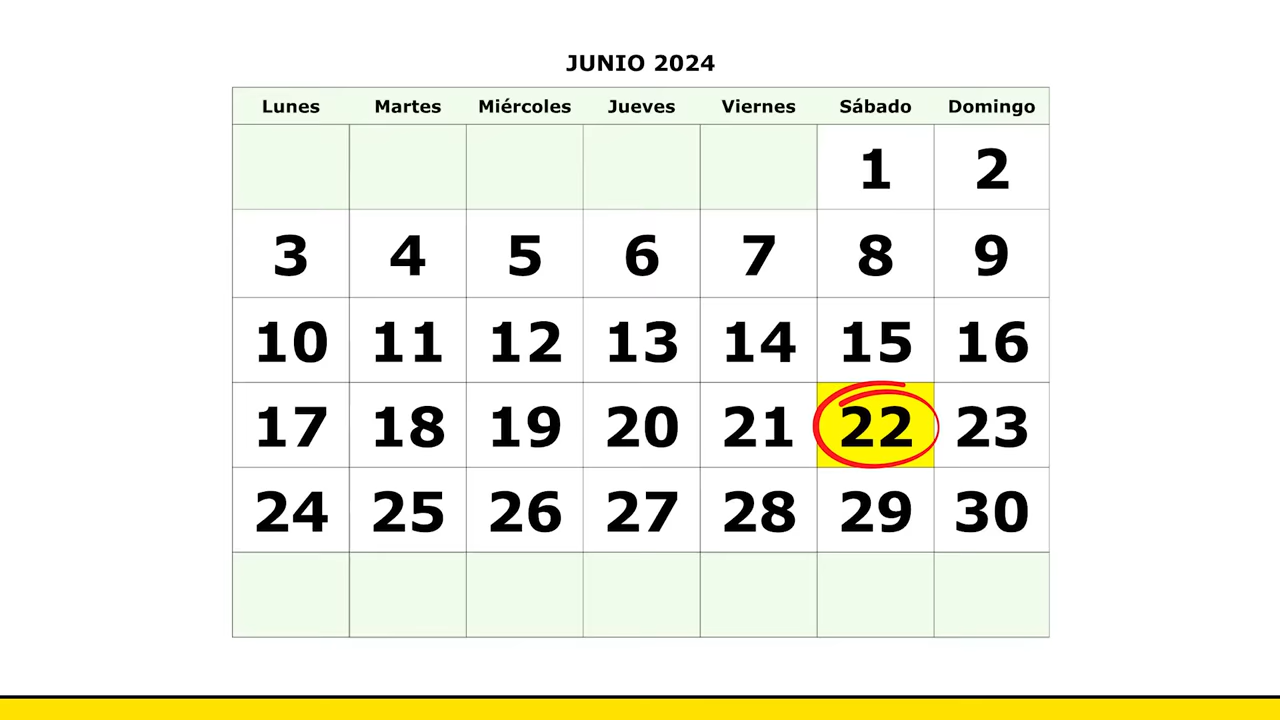 JUNIO 2024
Lunes Martes Miércoles Jueves Viernes Sábado Domingo
1 2
3 4 5 6 7 8 9
10 11 12 13 14 15 16
17 18 19 20 21 22 23
24 25 26 27 28 29 30